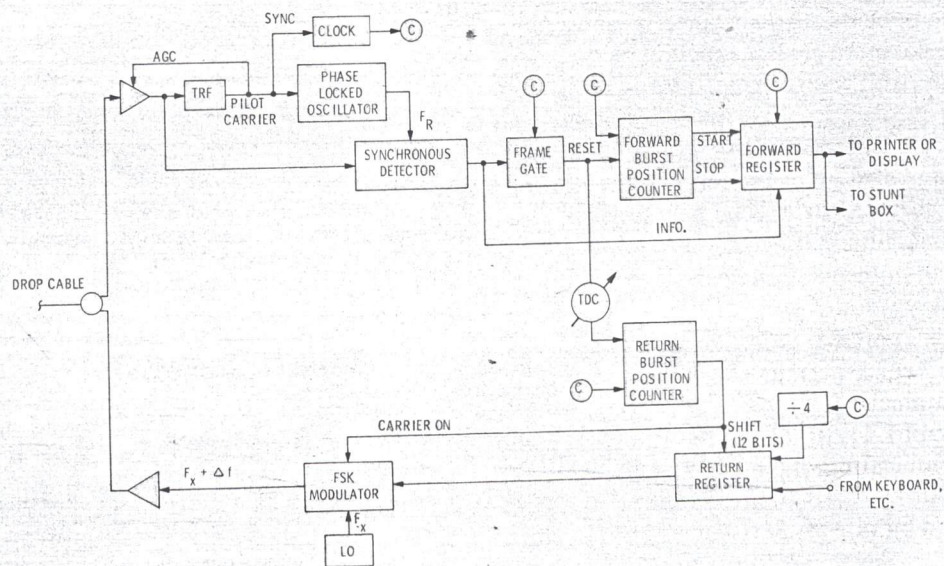 SYNC
CLOCK
C
AGC
TRF
PILOT
CARRIER
PHASE
LOCKED
OSCILLATOR
F_R
SYNCHRONOUS
DETECTOR
C
FRAME
GATE
RESET
C
FORWARD
BURST
POSITION
COUNTER
START
STOP
C
FORWARD
REGISTER
TO PRINTER OR
DISPLAY
TO STUNT
BOX
INFO.
DROP CABLE
TDC
RETURN
BURST
POSITION
COUNTER
C
÷4
C
CARRIER ON
SHIFT
(12 BITS)
F_x + Δf
FSK
MODULATOR
RETURN
REGISTER
FROM KEYBOARD,
ETC.
F_x
LO